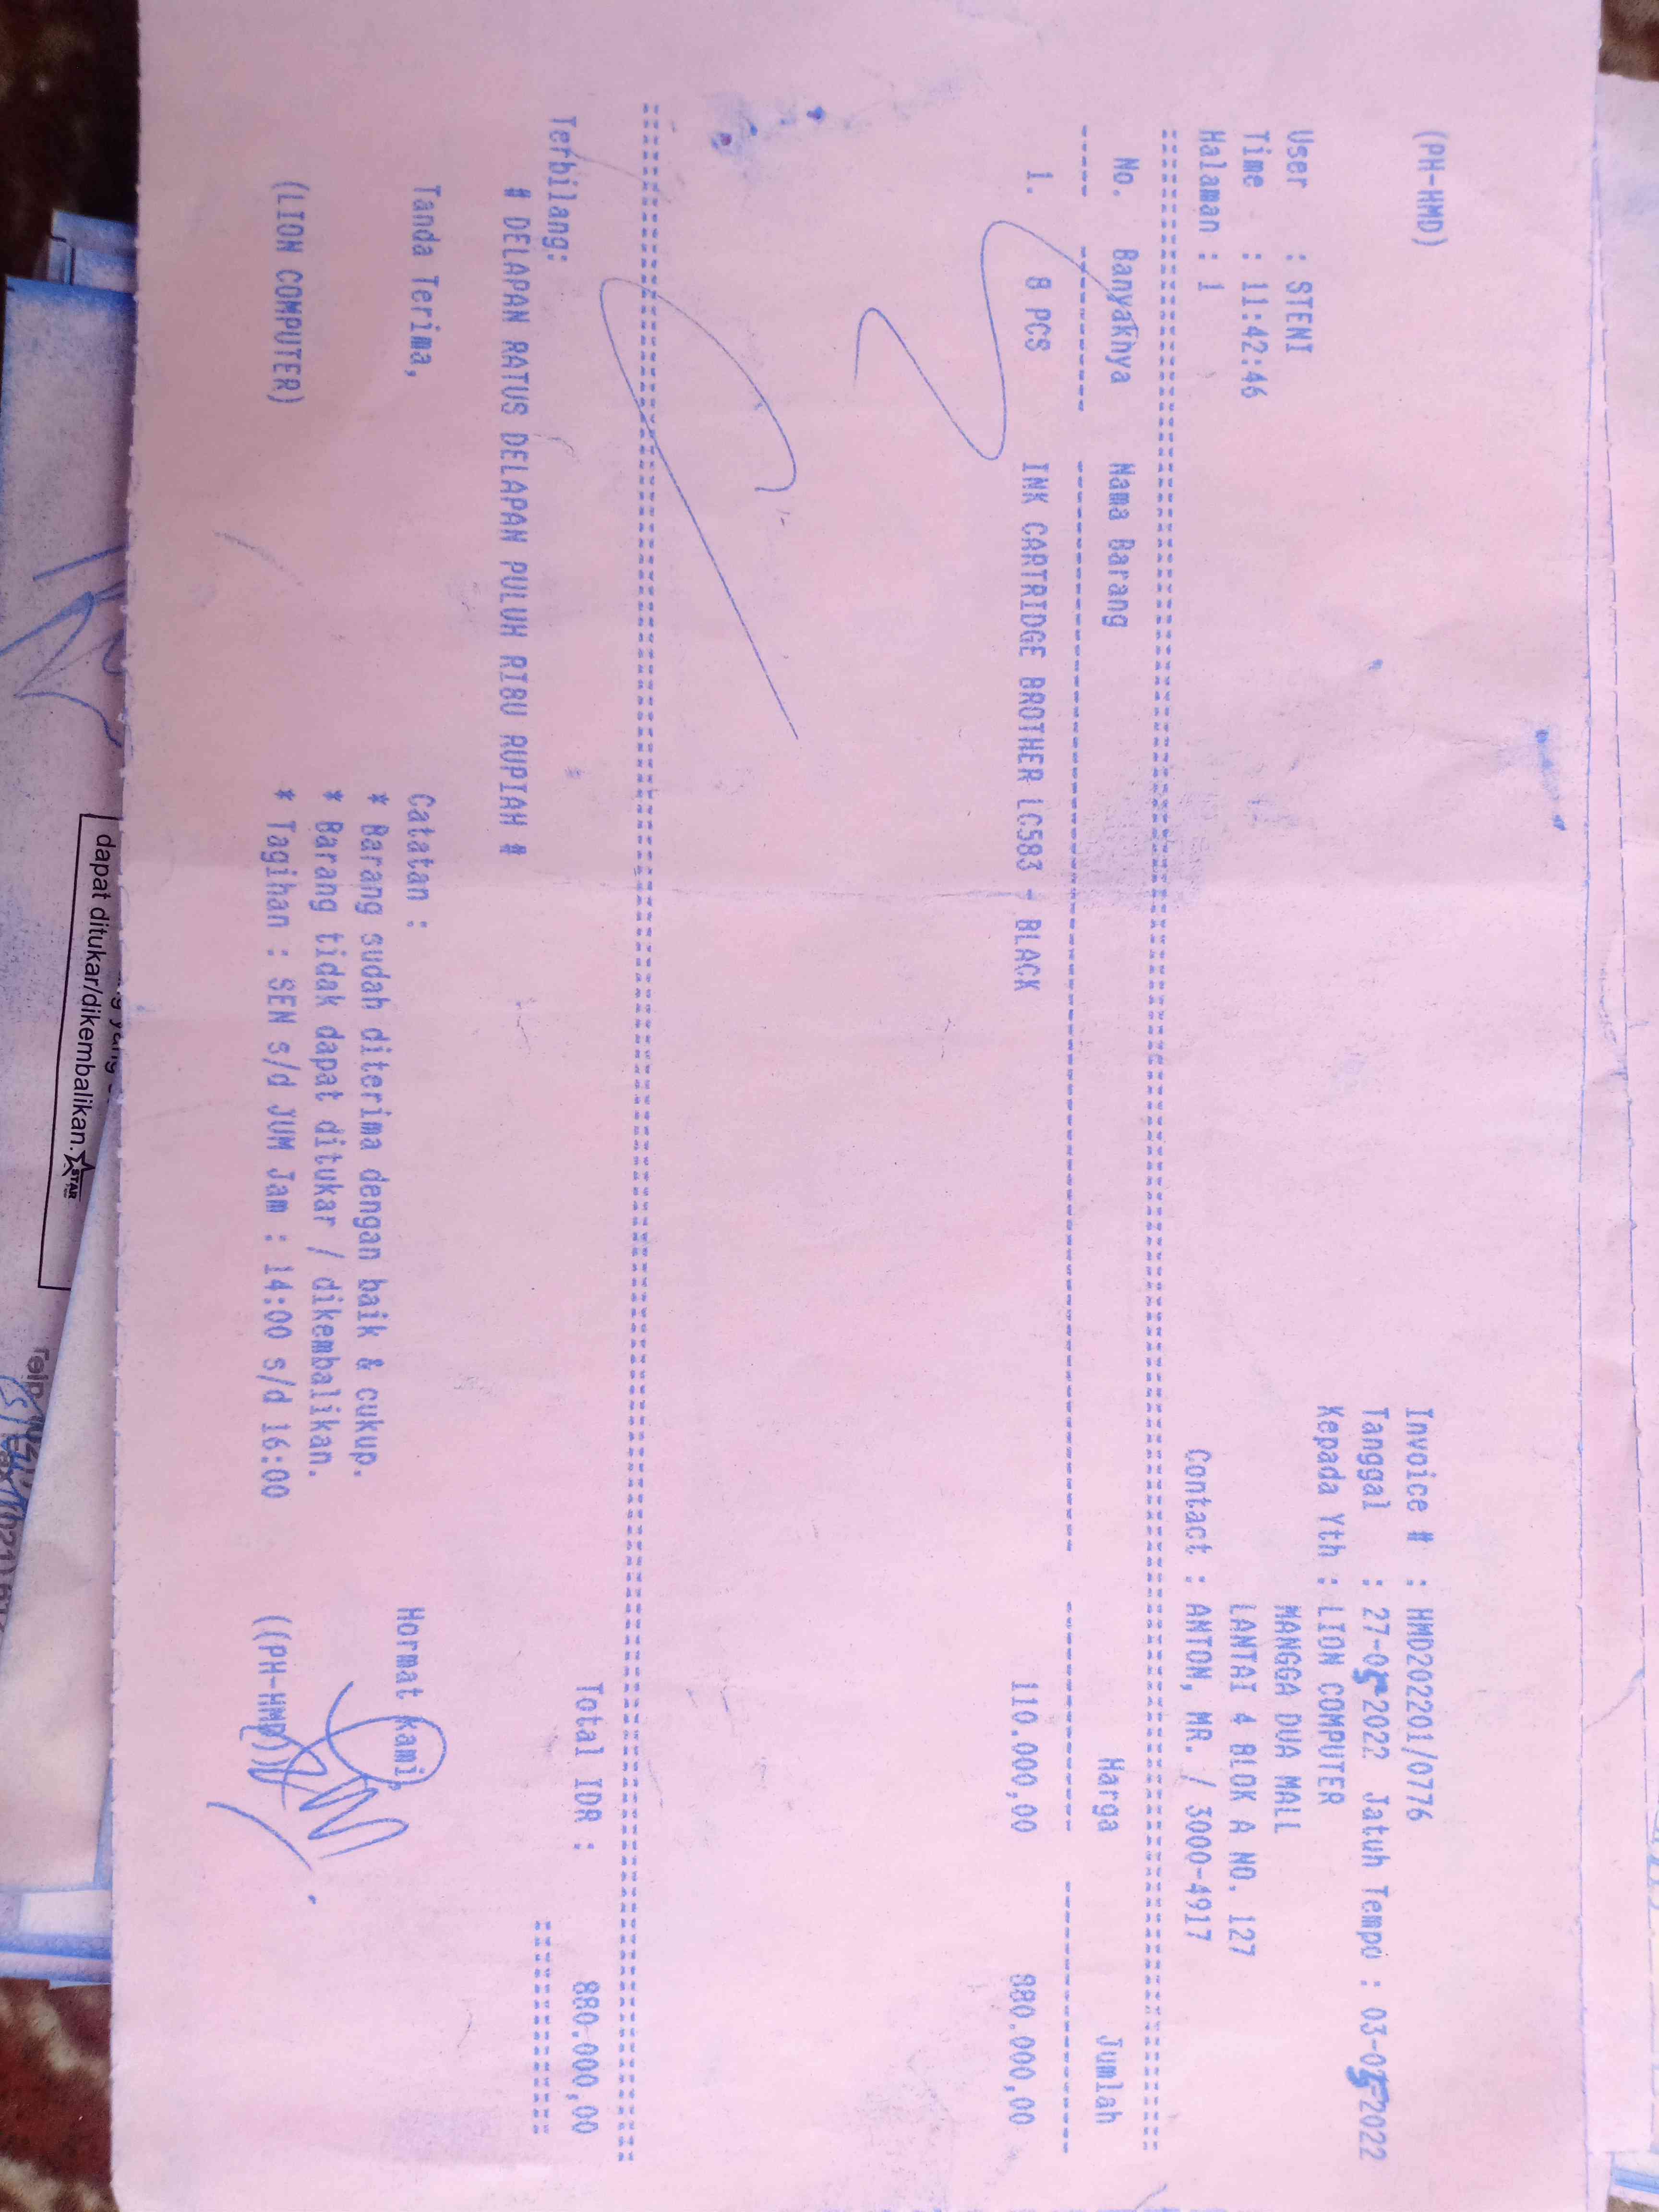 (PH-HMD)
Invoice # : HMD202201/0776
Tanggal : 27-05-2022 Jatuh Tempo : 03-05-2022
User : STENI
Kepada Yth : LION COMPUTER
Time : 11:42:46
MANGGA DUA MALL
Halaman : 1
LANTAI 4 BLOK A NO. 127
Contact : ANTON, MR. / 3000-4917
No. Banyaknya Nama Barang Harga Jumlah
1. 8 PCS INK CARTRIDGE BROTHER LC583 - BLACK 110.000,00 880.000,00
Terbilang: Total IDR : 880.000,00
# DELAPAN RATUS DELAPAN PULUH RIBU RUPIAH #
Tanda Terima, Catatan : Hormat kami,
* Barang sudah diterima dengan baik & cukup.
* Barang tidak dapat ditukar / dikembalikan.
(LION COMPUTER) * Tagihan : SEN s/d JUM Jam : 14:00 s/d 16:00 ((PH-HMD))
dapat ditukar/dikembalikan.
STAR